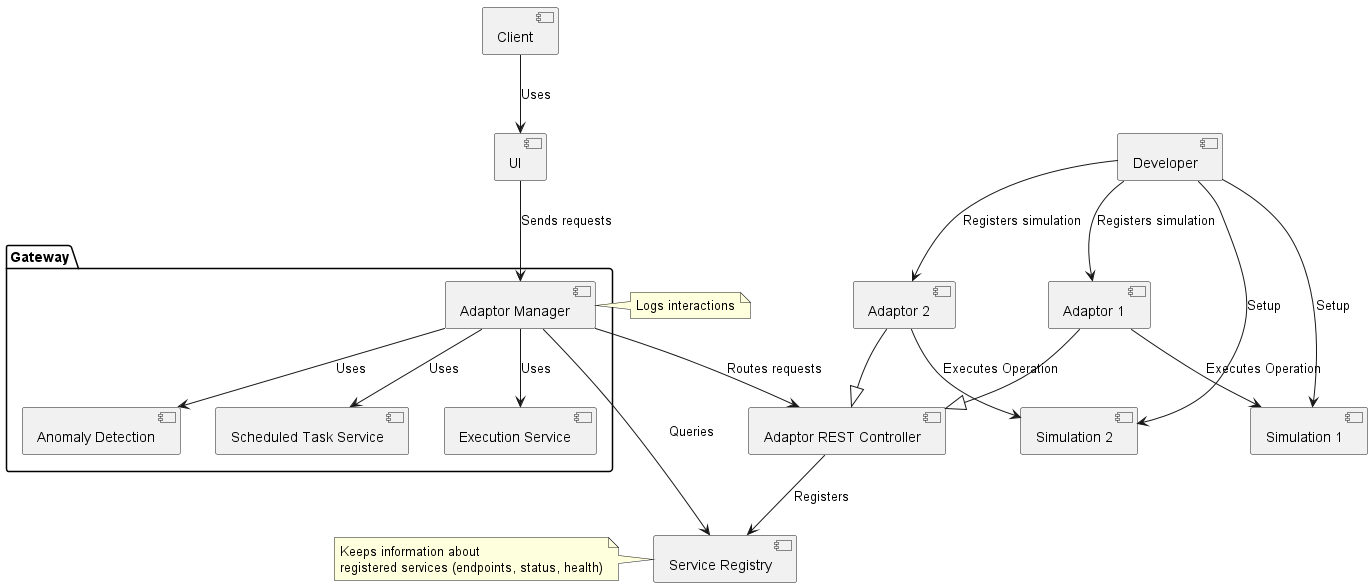 Client
Uses
UI
Developer
Sends requests
Registers simulation
Registers simulation
Gateway
Adaptor Manager
Logs interactions
Adaptor 2
Adaptor 1
Setup
Setup
Uses
Uses
Uses
Routes requests
Executes Operation
Executes Operation
Anomaly Detection
Scheduled Task Service
Execution Service
Queries
Adaptor REST Controller
Simulation 2
Simulation 1
Registers
Keeps information about
registered services (endpoints, status, health)
Service Registry